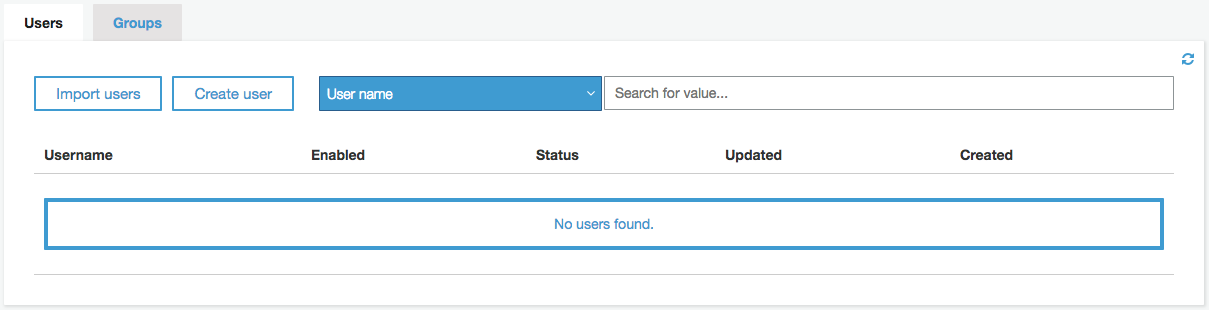 Users Groups
Import users Create user User name Search for value...
Username Enabled Status Updated Created
No users found.